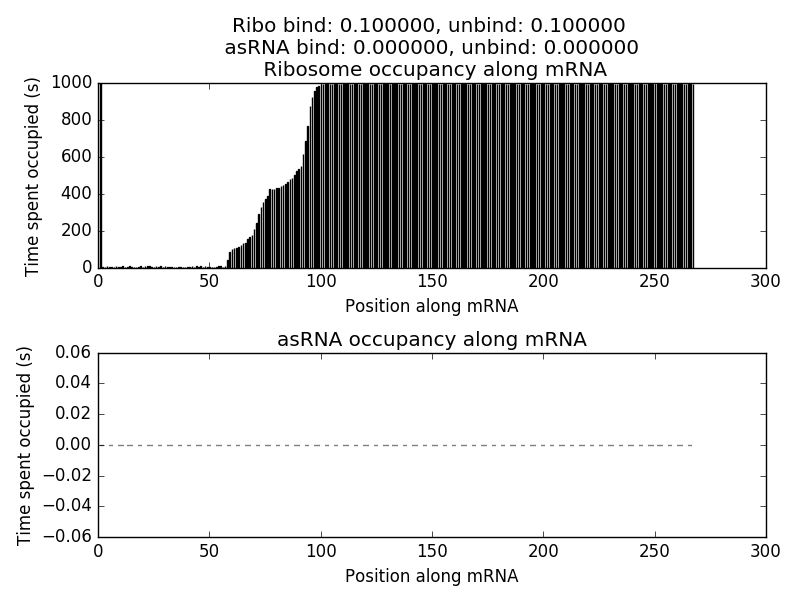 Ribo bind: 0.100000, unbind: 0.100000
asRNA bind: 0.000000, unbind: 0.000000
Ribosome occupancy along mRNA
Time spent occupied (s)
1000
800
600
400
200
0
0 50 100 150 200 250 300
Position along mRNA
asRNA occupancy along mRNA
Time spent occupied (s)
0.06
0.04
0.02
0.00
−0.02
−0.04
−0.06
0 50 100 150 200 250 300
Position along mRNA